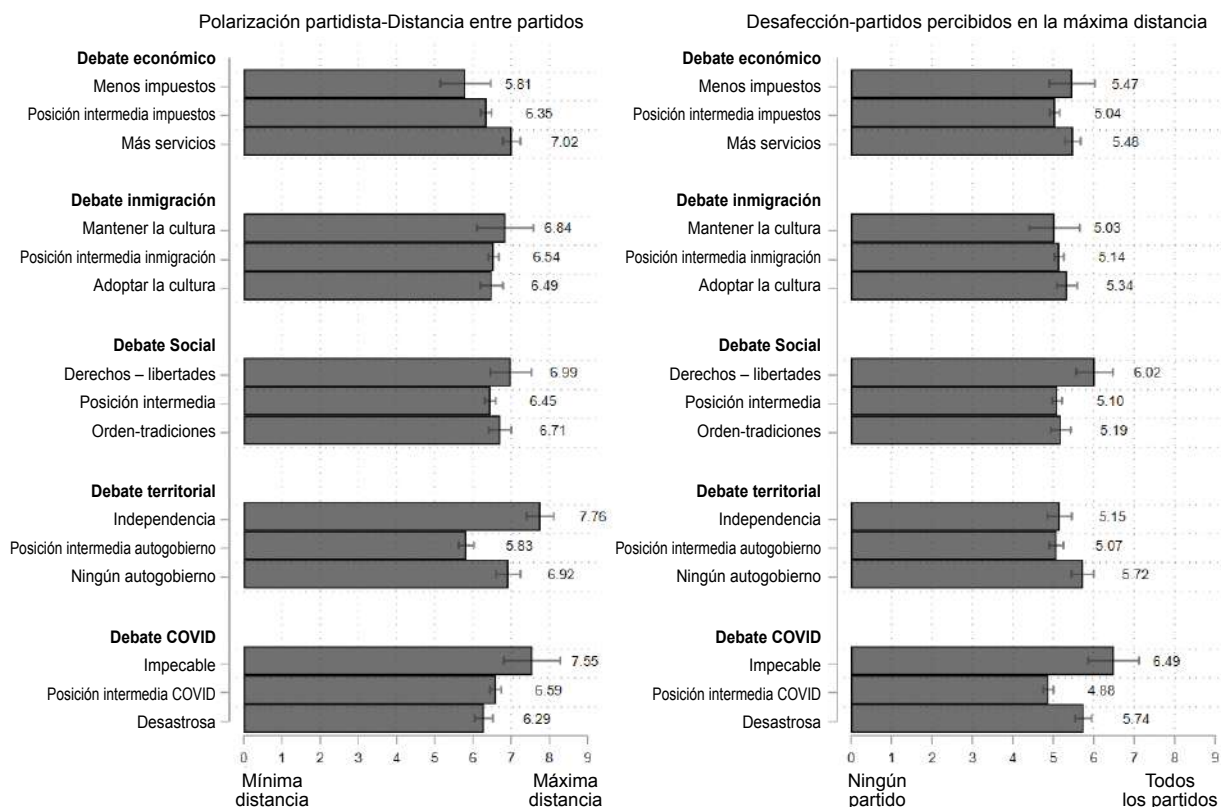 Polarización partidista-Distancia entre partidos
Debate económico
Menos impuestos 5.81
Posición intermedia impuestos 6.35
Más servicios 7.02
Debate inmigración
Mantener la cultura 6.84
Posición intermedia inmigración 6.54
Adoptar la cultura 6.49
Debate Social
Derechos – libertades 6.99
Posición intermedia 6.45
Orden-tradiciones 6.71
Debate territorial
Independencia 7.76
Posición intermedia autogobierno 5.83
Ningún autogobierno 6.92
Debate COVID
Impecable 7.55
Posición intermedia COVID 6.59
Desastrosa 6.29
0 1 2 3 4 5 6 7 8 9
Mínima distancia
Máxima distancia
Desafección-partidos percibidos en la máxima distancia
Debate económico
Menos impuestos 5.47
Posición intermedia impuestos 5.04
Más servicios 5.48
Debate inmigración
Mantener la cultura 5.03
Posición intermedia inmigración 5.14
Adoptar la cultura 5.34
Debate Social
Derechos – libertades 6.02
Posición intermedia 5.10
Orden-tradiciones 5.19
Debate territorial
Independencia 5.15
Posición intermedia autogobierno 5.07
Ningún autogobierno 5.72
Debate COVID
Impecable 6.49
Posición intermedia COVID 4.88
Desastrosa 5.74
0 1 2 3 4 5 6 7 8 9
Ningún partido
Todos los partidos